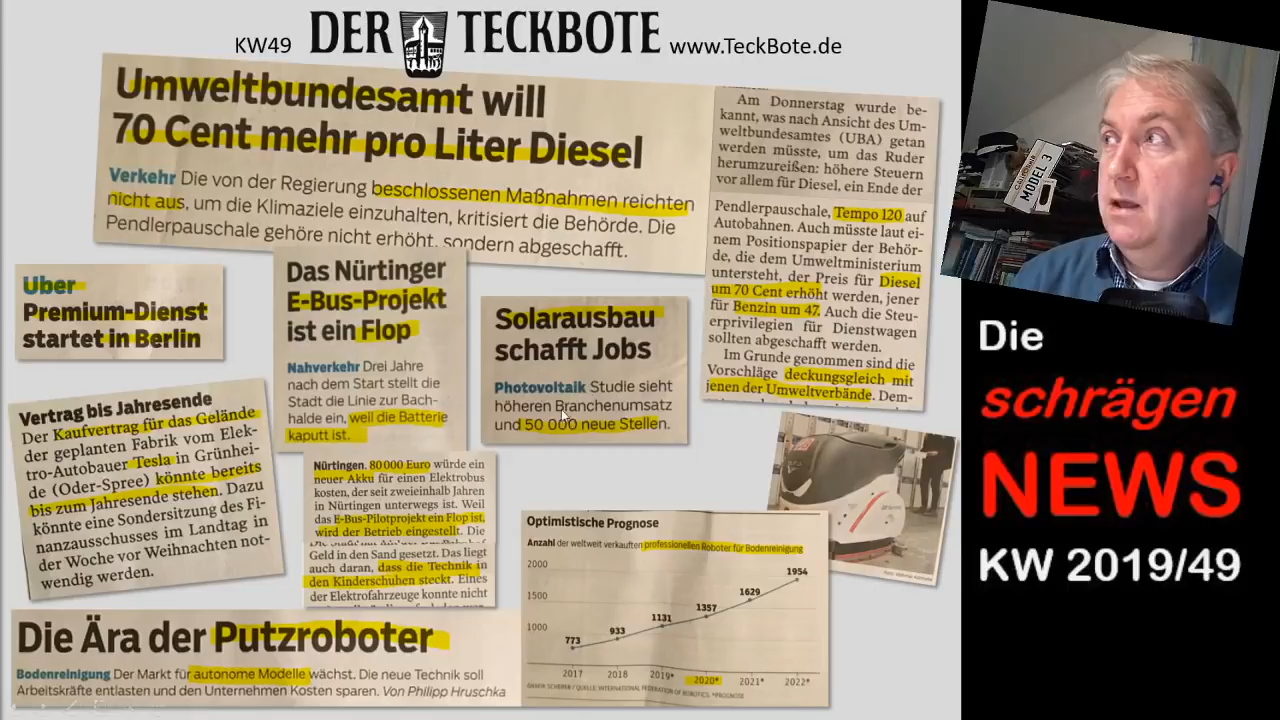 KW49 DER TECKBOTE www.TeckBote.de
Umweltbundesamt will
70 Cent mehr pro Liter Diesel
Verkehr Die von der Regierung beschlossenen Maßnahmen reichten
nicht aus, um die Klimaziele einzuhalten, kritisiert die Behörde. Die
Pendlerpauschale gehöre nicht erhöht, sondern abgeschafft.
Am Donnerstag wurde be-
kannt, was nach Ansicht des Um-
weltbundesamtes (UBA) getan
werden müsste, um das Ruder
herumzureißen: höhere Steuern
vor allem für Diesel, ein Ende der
Pendlerpauschale, Tempo 120 auf
Autobahnen. Auch müsste laut ei-
nem Positionspapier der Behör-
de, die dem Umweltministerium
untersteht, der Preis für Diesel
um 70 Cent erhöht werden, jener
für Benzin um 47. Auch die Steu-
erprivilegien für Dienstwagen
sollten abgeschafft werden.
Im Grunde genommen sind die
Vorschläge deckungsgleich mit
jenen der Umweltverbände. Dem-
Uber
Premium-Dienst
startet in Berlin
Das Nürtinger
E-Bus-Projekt
ist ein Flop
Nahverkehr Drei Jahre
nach dem Start stellt die
Stadt die Linie zur Bach-
halde ein, weil die Batterie
kaputt ist.
Solarausbau
schafft Jobs
Photovoltaik Studie sieht
höheren Branchenumsatz
und 50 000 neue Stellen.
Vertrag bis Jahresende
Der Kaufvertrag für das Gelände
der geplanten Fabrik vom Elek-
tro-Autobauer Tesla in Grünhei-
de (Oder-Spree) könnte bereits
bis zum Jahresende stehen. Dazu
könnte eine Sondersitzung des Fi-
nanzausschusses im Landtag in
der Woche vor Weihnachten not-
wendig werden.
Nürtingen. 80 000 Euro würde ein
neuer Akku für einen Elektrobus
kosten, der seit zweieinhalb Jahren
in Nürtingen unterwegs ist. Weil
das E-Bus-Pilotprojekt ein Flop ist,
wird der Betrieb eingestellt. Die
Geld in den Sand gesetzt. Das liegt
auch daran, dass die Technik in
den Kinderschuhen steckt. Eines
der Elektrofahrzeuge konnte nicht
Die Ära der Putzroboter
Bodenreinigung Der Markt für autonome Modelle wächst. Die neue Technik soll
Arbeitskräfte entlasten und den Unternehmen Kosten sparen. Von Philipp Hruschka
Optimistische Prognose
Anzahl der weltweit verkauften professionellen Roboter für Bodenreinigung
2000
1500
1000
773 933 1131 1357 1629 1954
2017 2018 2019* 2020* 2021* 2022*
GRAFIK SCHERER / QUELLE: INTERNATIONAL FEDERATION OF ROBOTICS, *PROGNOSE
MODEL 3
Die
schrägen
NEWS
KW 2019/49